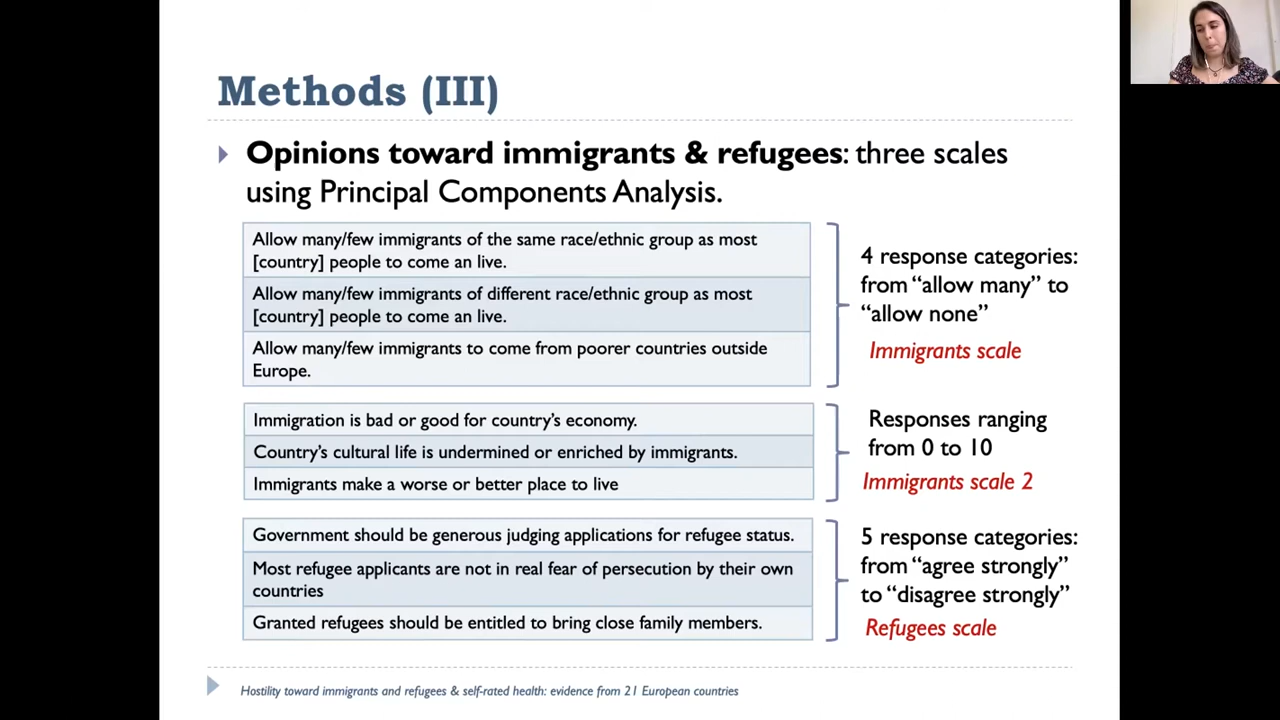 Methods (III)
Opinions toward immigrants & refugees: three scales
using Principal Components Analysis.
Allow many/few immigrants of the same race/ethnic group as most
[country] people to come an live.
Allow many/few immigrants of different race/ethnic group as most
[country] people to come an live.
Allow many/few immigrants to come from poorer countries outside
Europe.
4 response categories:
from “allow many” to
“allow none”
Immigrants scale
Immigration is bad or good for country’s economy.
Country’s cultural life is undermined or enriched by immigrants.
Immigrants make a worse or better place to live
Responses ranging
from 0 to 10
Immigrants scale 2
Government should be generous judging applications for refugee status.
Most refugee applicants are not in real fear of persecution by their own
countries
Granted refugees should be entitled to bring close family members.
5 response categories:
from “agree strongly”
to “disagree strongly”
Refugees scale
Hostility toward immigrants and refugees & self-rated health: evidence from 21 European countries